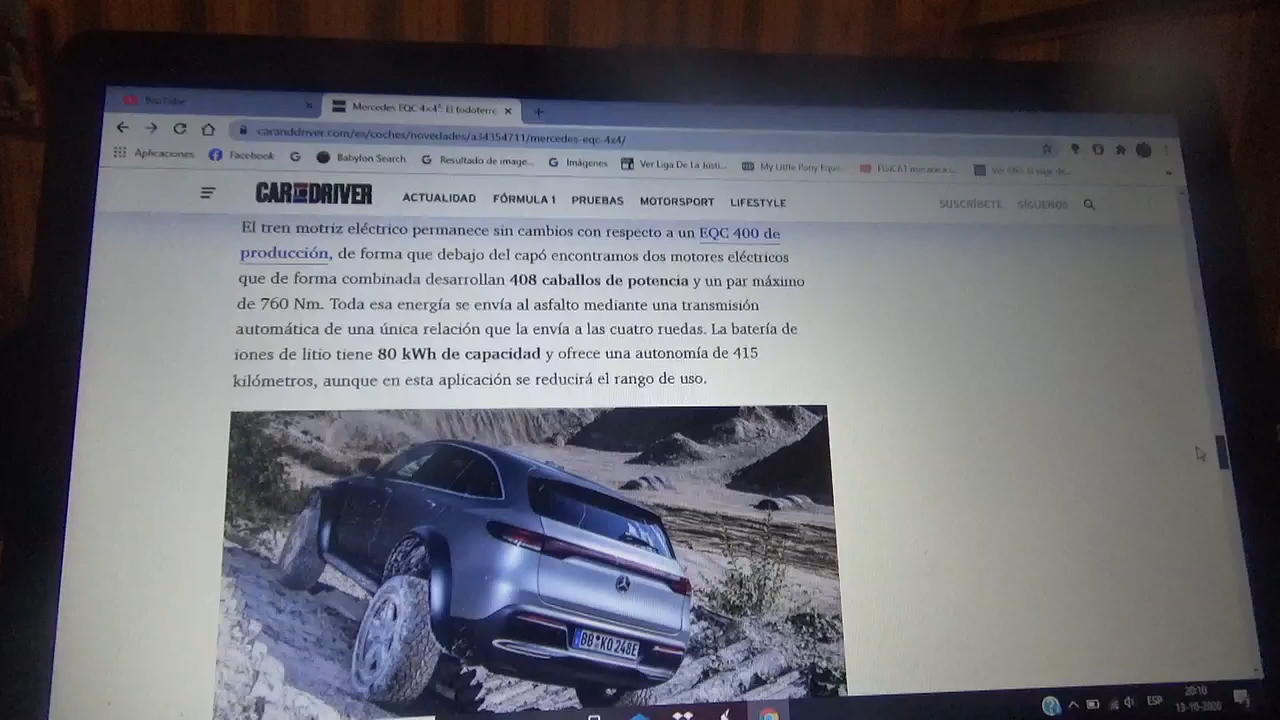 YouTube
Mercedes EQC 4x4²: El todoterre
caranddriver.com/es/coches/novedades/a34354711/mercedes-eqc-4x4/
Aplicaciones Facebook Babylon Search Resultado de image... Imágenes Ver Liga De La Justi... My Little Pony Eque...
CAR AND DRIVER ACTUALIDAD FÓRMULA 1 PRUEBAS MOTORSPORT LIFESTYLE SUSCRÍBETE SÍGUENOS
El tren motriz eléctrico permanece sin cambios con respecto a un EQC 400 de
producción, de forma que debajo del capó encontramos dos motores eléctricos
que de forma combinada desarrollan 408 caballos de potencia y un par máximo
de 760 Nm. Toda esa energía se envía al asfalto mediante una transmisión
automática de una única relación que la envía a las cuatro ruedas. La batería de
iones de litio tiene 80 kWh de capacidad y ofrece una autonomía de 415
kilómetros, aunque en esta aplicación se reducirá el rango de uso.
BB KO 248E
ESP
20:10
13-10-2020